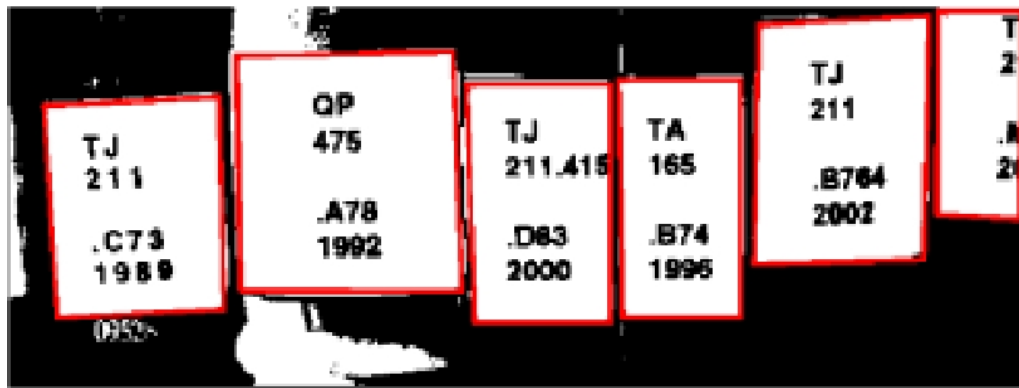 TJ
211
.C73
1989
QP
475
.A78
1992
TJ
211.415
.D63
2000
TA
165
.B74
1996
TJ
211
.B764
2002